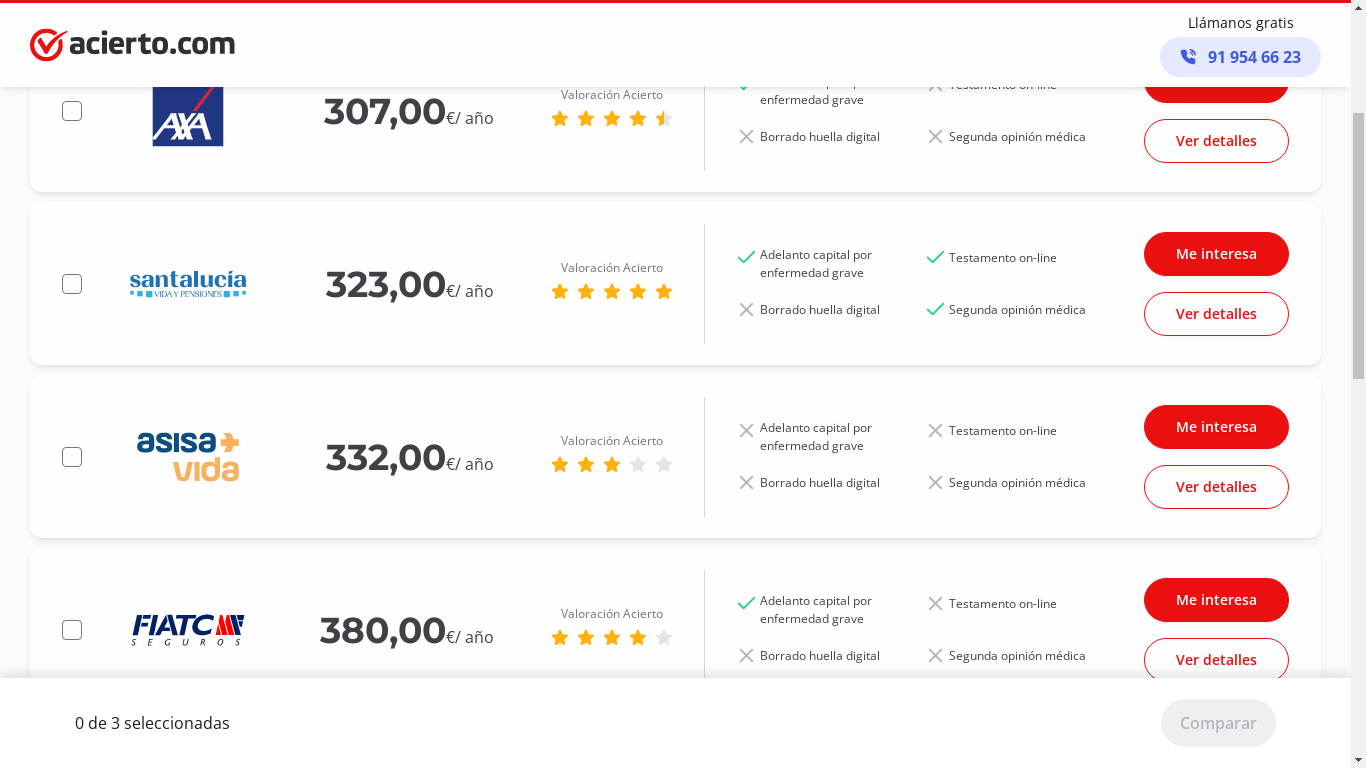 Llámanos gratis
acierto.com
91 954 66 23
307,00€/ año
Valoración Acierto
enfermedad grave
Testamento on-line
AXA
Borrado huella digital
Segunda opinión médica
Ver detalles
santalucía
VIDA Y PENSIONES
323,00€/ año
Valoración Acierto
Adelanto capital por
enfermedad grave
Testamento on-line
Borrado huella digital
Segunda opinión médica
Me interesa
Ver detalles
asisa+
vida
332,00€/ año
Valoración Acierto
Adelanto capital por
enfermedad grave
Testamento on-line
Borrado huella digital
Segunda opinión médica
Me interesa
Ver detalles
FIATC
SEGUROS
380,00€/ año
Valoración Acierto
Adelanto capital por
enfermedad grave
Testamento on-line
Borrado huella digital
Segunda opinión médica
Me interesa
Ver detalles
0 de 3 seleccionadas
Comparar